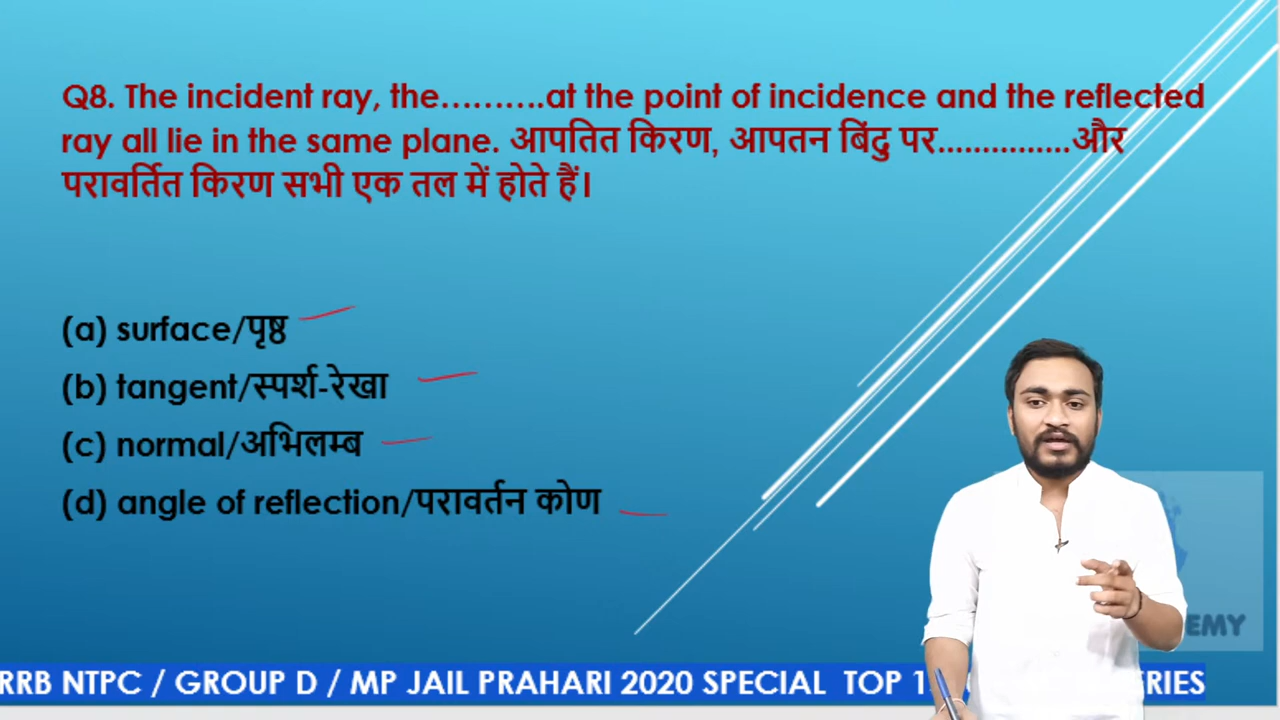 Q8. The incident ray, the……….at the point of incidence and the reflected
ray all lie in the same plane. आपतित किरण, आपतन बिंदु पर...............और
परावर्तित किरण सभी एक तल में होते हैं।
(a) surface/पृष्ठ
(b) tangent/स्पर्श-रेखा
(c) normal/अभिलम्ब
(d) angle of reflection/परावर्तन कोण
RRB NTPC / GROUP D / MP JAIL PRAHARI 2020 SPECIAL TOP